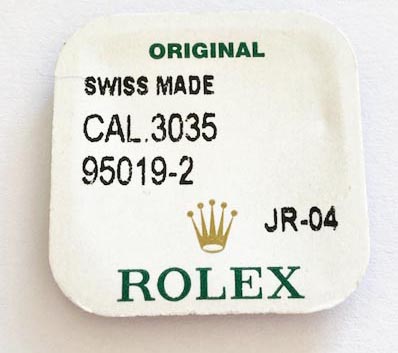 ORIGINAL
SWISS MADE
CAL.3035
95019-2
JR-04
ROLEX